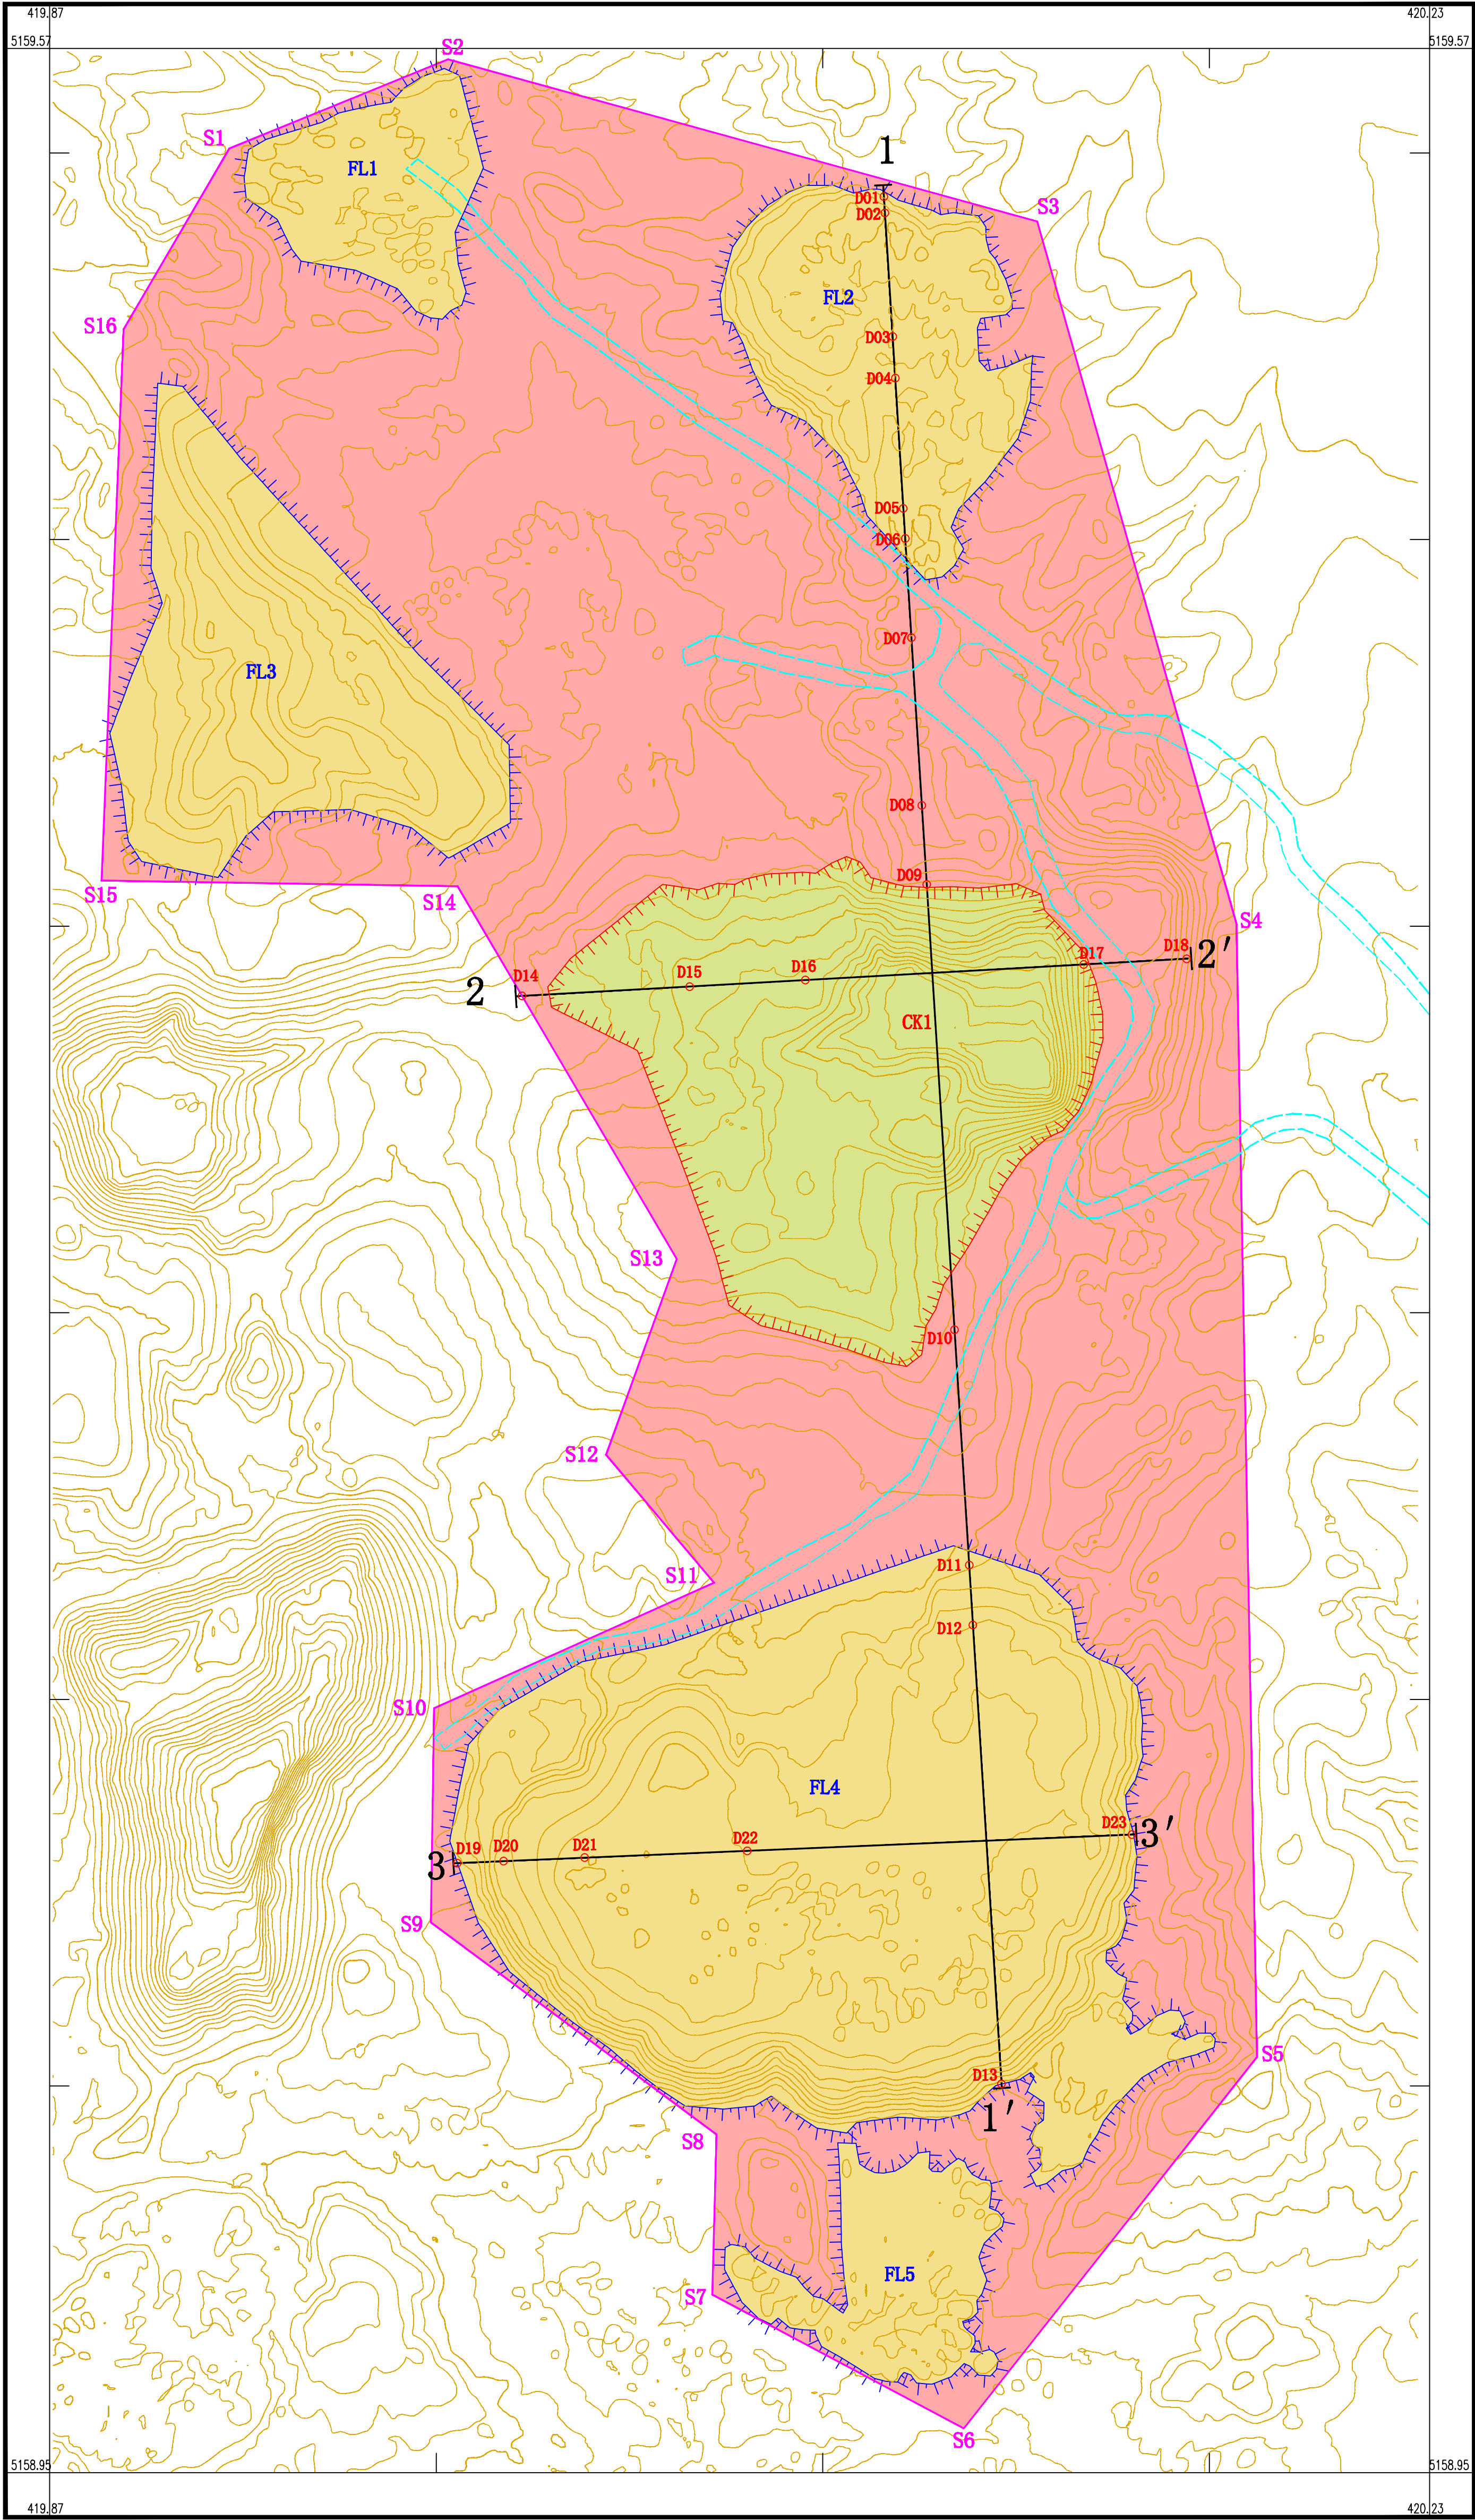 419.87 420.23
5159.57 5159.57
S2
S1
1
FL1
D01
D02
S3
FL2
S16
D03
D04
D05
D06
D07
FL3
D08
D09
S15
S14
S4
D17 D18 2'
D14 D15 D16
2
CK1
S13
D10
S12
D11
S11
D12
S10
FL4
D23 3'
D22
D19 D20 D21
3
S9
S5
D13
1'
S8
FL5
S7
S6
5158.95 5158.95
419.87 420.23